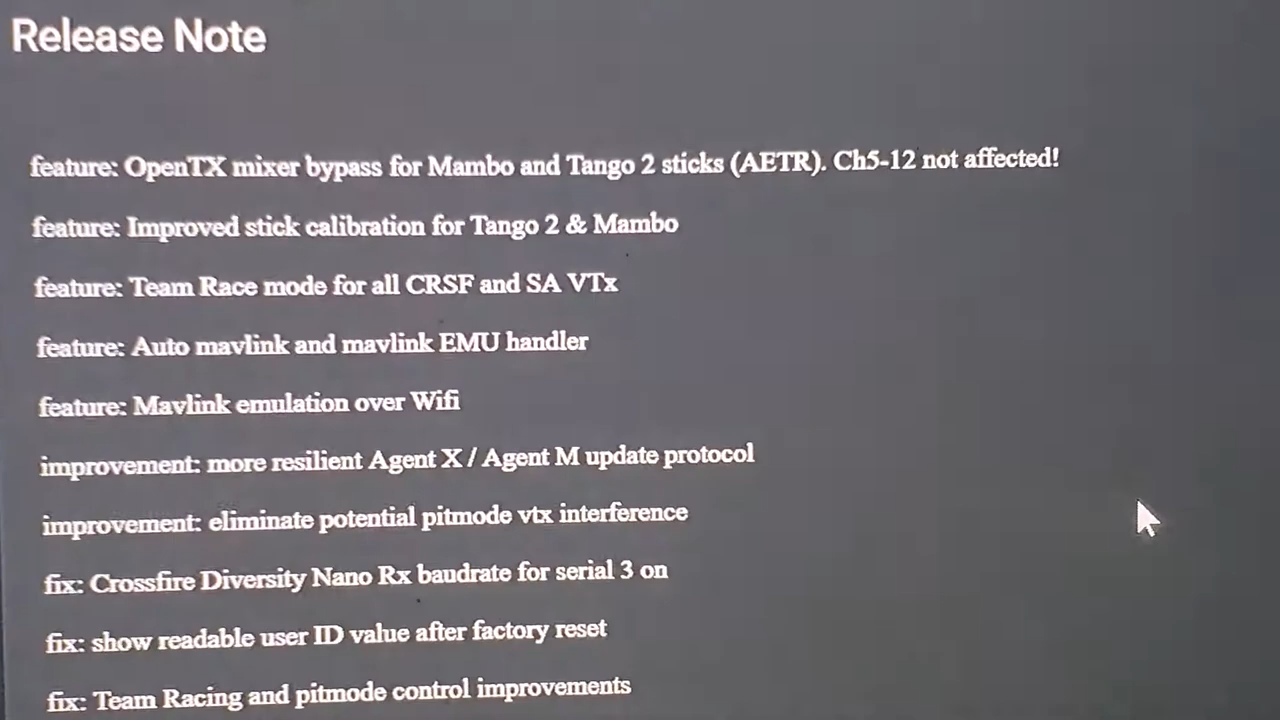 Release Note
feature: OpenTX mixer bypass for Mambo and Tango 2 sticks (AETR). Ch5-12 not affected!
feature: Improved stick calibration for Tango 2 & Mambo
feature: Team Race mode for all CRSF and SA VTx
feature: Auto mavlink and mavlink EMU handler
feature: Mavlink emulation over Wifi
improvement: more resilient Agent X / Agent M update protocol
improvement: eliminate potential pitmode vtx interference
fix: Crossfire Diversity Nano Rx baudrate for serial 3 on
fix: show readable user ID value after factory reset
fix: Team Racing and pitmode control improvements